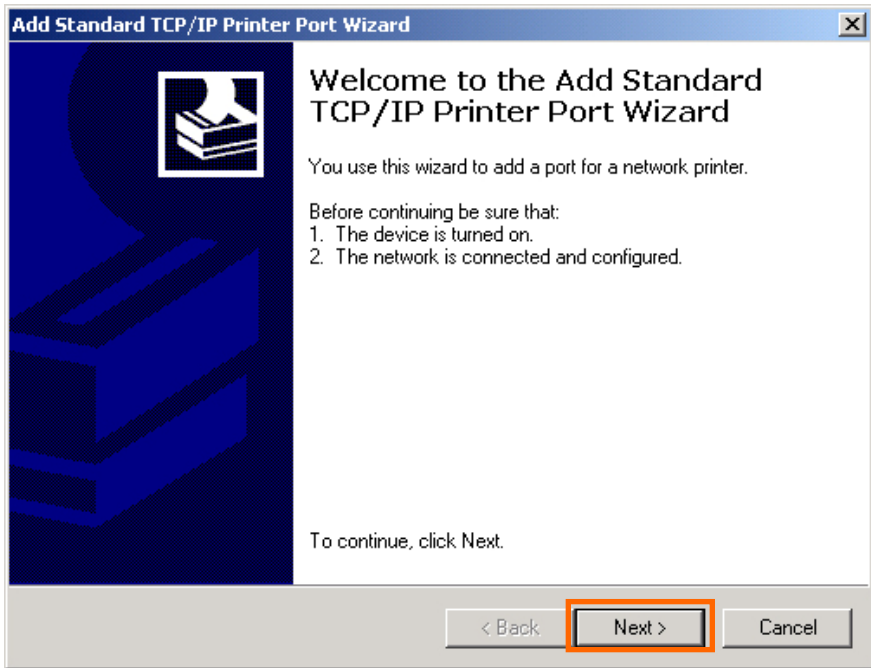 Add Standard TCP/IP Printer Port Wizard
Welcome to the Add Standard
TCP/IP Printer Port Wizard
You use this wizard to add a port for a network printer.
Before continuing be sure that:
1. The device is turned on.
2. The network is connected and configured.
To continue, click Next.
< Back
Next >
Cancel